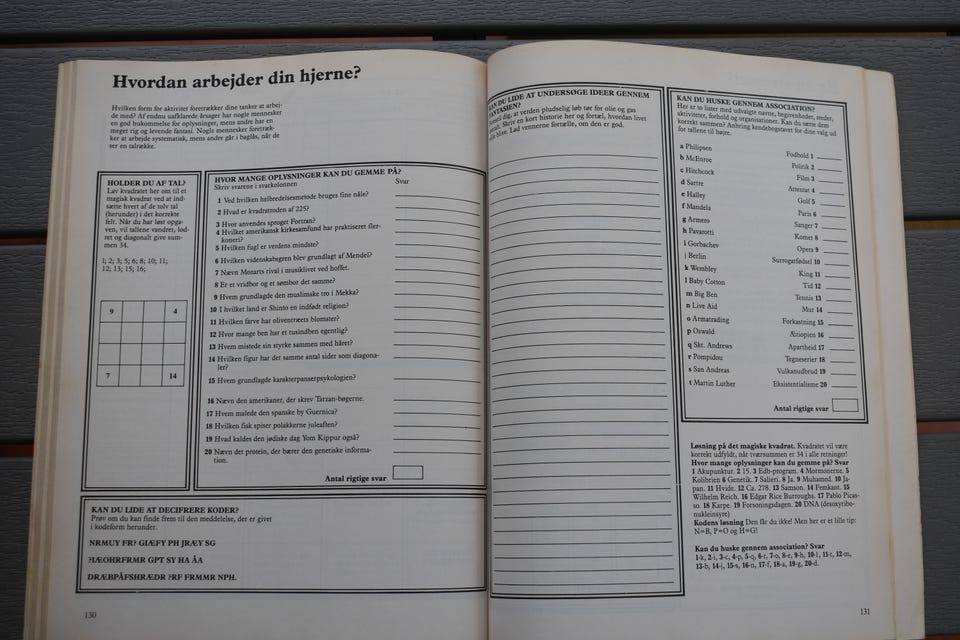 Hvordan arbejder din hjerne?
Hvilken form for aktivitet foretrækker dine tanker at arbej-
de med? Af endnu uafklarede årsager har nogle mennesker
en god hukommelse for oplysninger, mens andre har en
meget rig og levende fantasi. Nogle mennesker foretræk-
ker at arbejde systematisk, mens andre går i baglås, når de
ser en talrække.
HOLDER DU AF TAL?
Lav kvadratet her om til et
magisk kvadrat ved at ind-
sætte hvert af de tolv tal
(herunder) i det korrekte
felt. Når du har løst opga-
ven, vil tallene vandret, lod-
ret og diagonalt give sum-
men 34.
1; 2; 3; 5; 6; 8; 10; 11;
12; 13; 15; 16;
9 4
7 14
HVOR MANGE OPLYSNINGER KAN DU GEMME PÅ?
Skriv svarene i svarkolonnen
Svar
1 Ved hvilken helbredelsesmetode bruges fine nåle?
2 Hvad er kvadratroden af 225?
3 Hvor anvendes sproget Fortran?
4 Hvilket amerikansk kirkesamfund har praktiseret fler-
koneri?
5 Hvilken fugl er verdens mindste?
6 Hvilken videnskabsgren blev grundlagt af Mendel?
7 Nævn Mozarts rival i musiklivet ved hoffet.
8 Er et vridbor og et sømbor det samme?
9 Hvem grundlagde den muslimske tro i Mekka?
10 I hvilket land er Shinto en indfødt religion?
11 Hvilken farve har oliventræets blomster?
12 Hvor mange ben har et tusindben egentlig?
13 Hvem mistede sin styrke sammen med håret?
14 Hvilken figur har det samme antal sider som diagona-
ler?
15 Hvem grundlagde karakterpanserpsykologien?
16 Nævn den amerikaner, der skrev Tarzan-bøgerne.
17 Hvem malede den spanske by Guernica?
18 Hvilken fisk spiser polakkerne juleaften?
19 Hvad kaldes den jødiske dag Yom Kippur også?
20 Nævn det protein, der bærer den genetiske informa-
tion.
Antal rigtige svar
KAN DU LIDE AT DECIFRERE KODER?
Prøv om du kan finde frem til den meddelelse, der er givet
i kodeform herunder.
NRMUY FR? GIÆFY PH JRÆY SG
?IÆOHRFRMR GPT SY HA ÅA
DRÆBPÅFSHRÆDR ?RF FRMMR NPH.
130
KAN DU LIDE AT UNDERSØGE IDEER GENNEM
FANTASIEN?
dig, at verden pludselig løb tør for olie og gas
Skriv en kort historie her og fortæl, hvordan livet
blive. Lad vennerne fortælle, om den er god.
KAN DU HUSKE GENNEM ASSOCIATION?
Her er to lister med udvalgte navne, begivenheder, steder,
aktiviteter, forhold og organisationer. Kan du sætte dem
korrekt sammen? Anbring kendebogstavet for dine valg ud
for tallene til højre.
a Philipsen Fodbold 1
b McEnroe Politik 2
c Hitchcock Film 3
d Sartre Attentat 4
e Halley Golf 5
f Mandela Paris 6
g Armero Sanger 7
h Pavarotti Komet 8
i Gorbachev Opera 9
j Berlin Surrogatfødsel 10
k Wembley King 11
l Baby Cotton Tid 12
m Big Ben Tennis 13
n Live Aid Mur 14
o Armatrading Forkastning 15
p Oswald Ætiopien 16
q Skt. Andrews Apartheid 17
r Pompidou Tegneserier 18
s San Andreas Vulkanudbrud 19
t Martin Luther Eksistentialisme 20
Antal rigtige svar
Løsning på det magiske kvadrat. Kvadratet vil være
korrekt udfyldt, når tværsummen er 34 i alle retninger!
Hvor mange oplysninger kan du gemme på? Svar
1 Akupunktur. 2 15. 3 Edb-program. 4 Mormonerne. 5
Kolibrien 6 Genetik. 7 Salieri. 8 Ja. 9 Muhamed. 10 Ja-
pan. 11 Hvide. 12 Ca. 278. 13 Samson. 14 Femkant. 15
Wilhelm Reich. 16 Edgar Rice Burroughs. 17 Pablo Picas-
so. 18 Karpe. 19 Forsoningsdagen. 20 DNA (desoxyribo-
nukleinsyre)
Kodens løsning Den får du ikke! Men her er et lille tip:
N=B, P=O og H=G!
Kan du huske gennem association? Svar
1-k, 2-i, 3-c, 4-p, 5-q, 6-r, 7-o, 8-e, 9-h, 10-l, 11-t, 12-m,
13-b, 14-j, 15-s, 16-n, 17-f, 18-a, 19-g, 20-d.
131